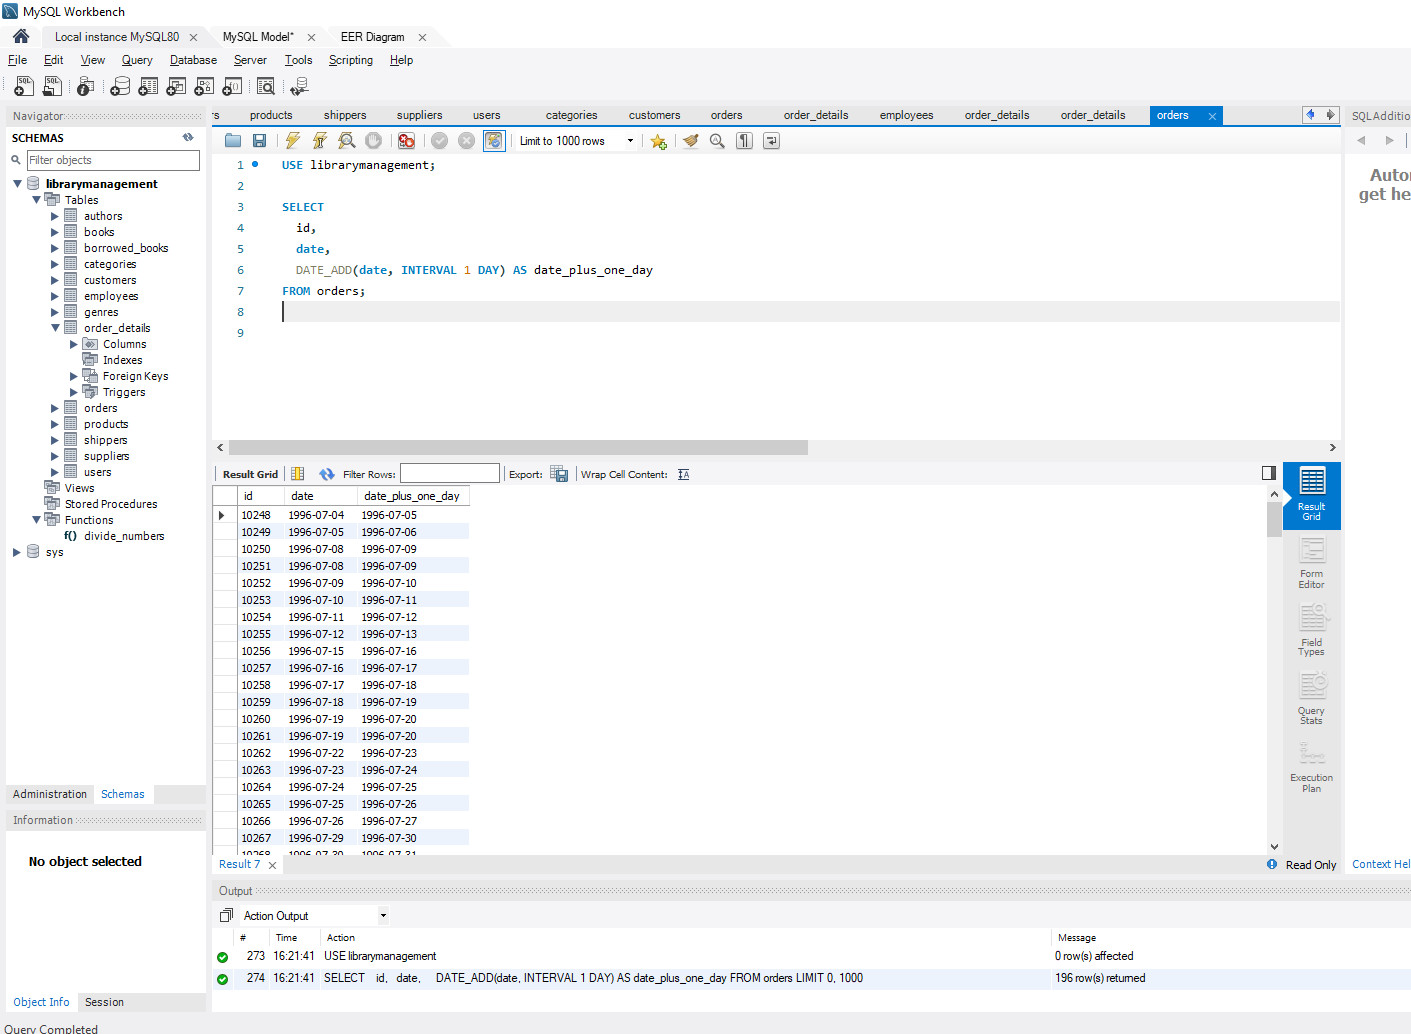 MySQL Workbench
Local instance MySQL80
MySQL Model*
EER Diagram
File Edit View Query Database Server Tools Scripting Help
Navigator
SCHEMAS
Filter objects
librarymanagement
Tables
authors
books
borrowed_books
categories
customers
employees
genres
order_details
Columns
Indexes
Foreign Keys
Triggers
orders
products
shippers
suppliers
users
Views
Stored Procedures
Functions
f() divide_numbers
sys
Administration Schemas
Information
No object selected
Object Info Session
Query Completed
rs products shippers suppliers users categories customers orders order_details employees order_details order_details orders
Limit to 1000 rows
1 USE librarymanagement;
2
3 SELECT
4 id,
5 date,
6 DATE_ADD(date, INTERVAL 1 DAY) AS date_plus_one_day
7 FROM orders;
8
9
Result Grid Filter Rows: Export: Wrap Cell Content:
id date date_plus_one_day
10248 1996-07-04 1996-07-05
10249 1996-07-05 1996-07-06
10250 1996-07-08 1996-07-09
10251 1996-07-08 1996-07-09
10252 1996-07-09 1996-07-10
10253 1996-07-10 1996-07-11
10254 1996-07-11 1996-07-12
10255 1996-07-12 1996-07-13
10256 1996-07-15 1996-07-16
10257 1996-07-16 1996-07-17
10258 1996-07-17 1996-07-18
10259 1996-07-18 1996-07-19
10260 1996-07-19 1996-07-20
10261 1996-07-19 1996-07-20
10262 1996-07-22 1996-07-23
10263 1996-07-23 1996-07-24
10264 1996-07-24 1996-07-25
10265 1996-07-25 1996-07-26
10266 1996-07-26 1996-07-27
10267 1996-07-29 1996-07-30
10268 1996-07-30 1996-07-31
Result 7
Read Only
Result
Grid
Form
Editor
Field
Types
Query
Stats
Execution
Plan
SQLAdditio
Autor
get he
Context Hel
Output
Action Output
# Time Action Message
273 16:21:41 USE librarymanagement 0 row(s) affected
274 16:21:41 SELECT id, date, DATE_ADD(date, INTERVAL 1 DAY) AS date_plus_one_day FROM orders LIMIT 0, 1000 196 row(s) returned